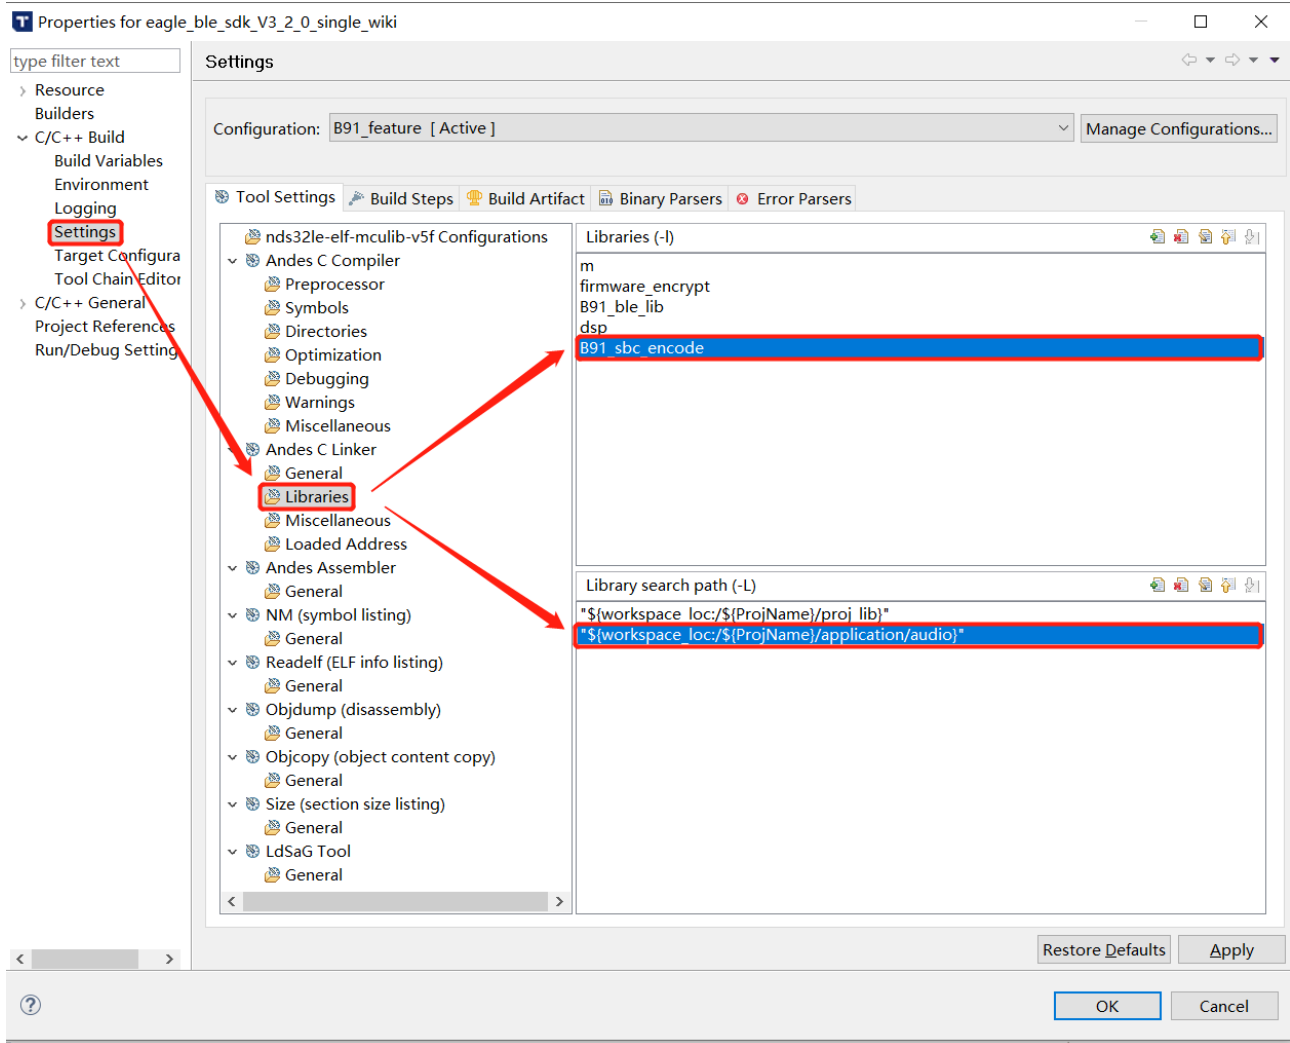 Properties for eagle_ble_sdk_V3_2_0_single_wiki
type filter text
Settings
Resource
Builders
C/C++ Build
Build Variables
Environment
Logging
Settings
Target Configura
Tool Chain Editor
C/C++ General
Project References
Run/Debug Setting
Configuration:
B91_feature [ Active ]
Manage Configurations...
Tool Settings
Build Steps
Build Artifact
Binary Parsers
Error Parsers
nds32le-elf-mculib-v5f Configurations
Andes C Compiler
Preprocessor
Symbols
Directories
Optimization
Debugging
Warnings
Miscellaneous
Andes C Linker
General
Libraries
Miscellaneous
Loaded Address
Andes Assembler
General
NM (symbol listing)
General
Readelf (ELF info listing)
General
Objdump (disassembly)
General
Objcopy (object content copy)
General
Size (section size listing)
General
LdSaG Tool
General
Libraries (-l)
m
firmware_encrypt
B91_ble_lib
dsp
B91_sbc_encode
Library search path (-L)
"${workspace_loc:/${ProjName}/proj_lib}"
"${workspace_loc:/${ProjName}/application/audio}"
Restore Defaults
Apply
OK
Cancel